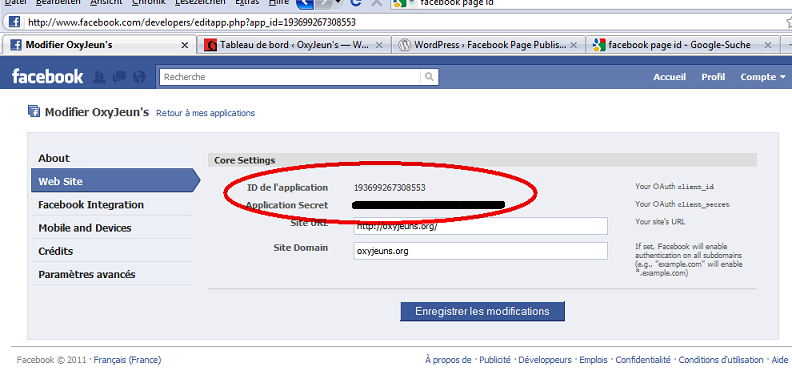 Datei Bearbeiten Ansicht Chronik Lesezeichen Extras Hilfe facebook page id
http://www.facebook.com/developers/editapp.php?app_id=193699267308553
Modifier OxyJeun's Tableau de bord ‹ OxyJeun's — W... WordPress › Facebook Page Publis... facebook page id - Google-Suche
facebook Recherche Accueil Profil Compte
Modifier OxyJeun's Retour à mes applications
About
Web Site
Facebook Integration
Mobile and Devices
Crédits
Paramètres avancés
Core Settings
ID de l'application 193699267308553 Your OAuth client_id
Application Secret Your OAuth client_secret
Site URL http://oxyjeuns.org/ Your site's URL
Site Domain oxyjeuns.org If set, Facebook will enable
authentication on all subdomains
(e.g., "example.com" will enable
*.example.com)
Enregistrer les modifications
Facebook © 2011 · Français (France) À propos de · Publicité · Développeurs · Emplois · Confidentialité · Conditions d'utilisation · Aide